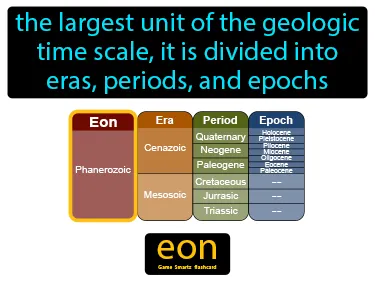 the largest unit of the geologic
time scale, it is divided into
eras, periods, and epochs
Eon Era Period Epoch
Phanerozoic
Cenazoic
Quaternary
Holocene
Pleistocene
Neogene
Pliocene
Miocene
Paleogene
Oligocene
Eocene
Paleocene
Mesosoic
Cretaceous ---
Jurrasic ---
Triassic ---
eon
Game Smartz flashcard